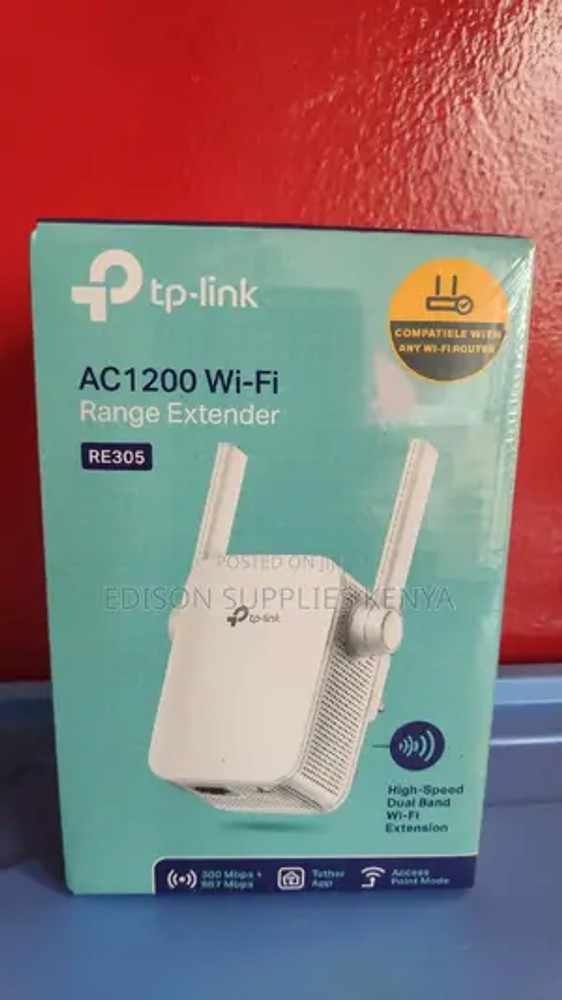 tp-link
COMPATIBLE WITH
ANY WI-FI ROUTER
AC1200 Wi-Fi
Range Extender
RE305
POSTED ON JIJI
EDISON SUPPLIES KENYA
tp-link
High-Speed
Dual Band
Wi-Fi
Extension
300 Mbps +
867 Mbps
Tether
App
Access
Point Mode